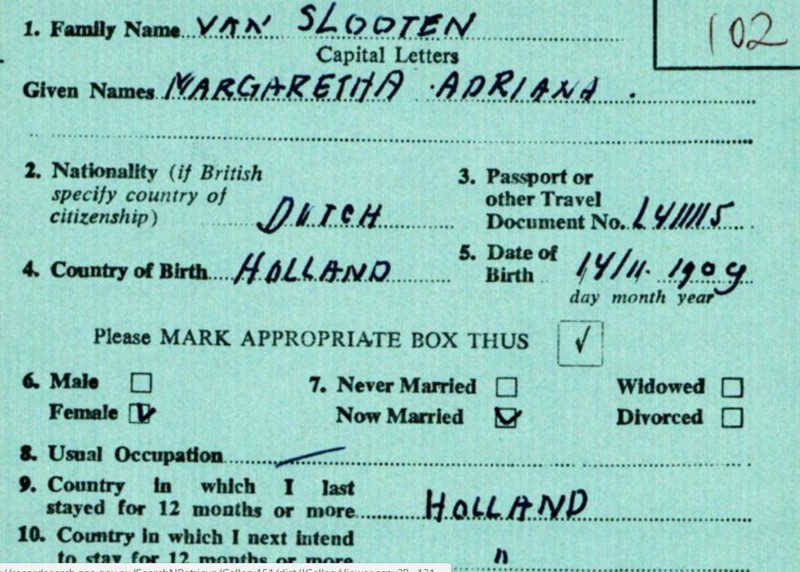 102
1. Family Name VAN SLOOTEN
Capital Letters
Given Names MARGARETHA ADRIANA.
2. Nationality (if British
specify country of
citizenship) DUTCH
3. Passport or
other Travel
Document No.
4. Country of Birth HOLLAND
5. Date of
Birth 14/11. 1909
day month year
Please MARK APPROPRIATE BOX THUS ✓
6. Male
Female ✓
7. Never Married
Now Married ✓
Widowed
Divorced
8. Usual Occupation
9. Country in which I last
stayed for 12 months or more HOLLAND
10. Country in which I next intend
to stay for 12 months or more "